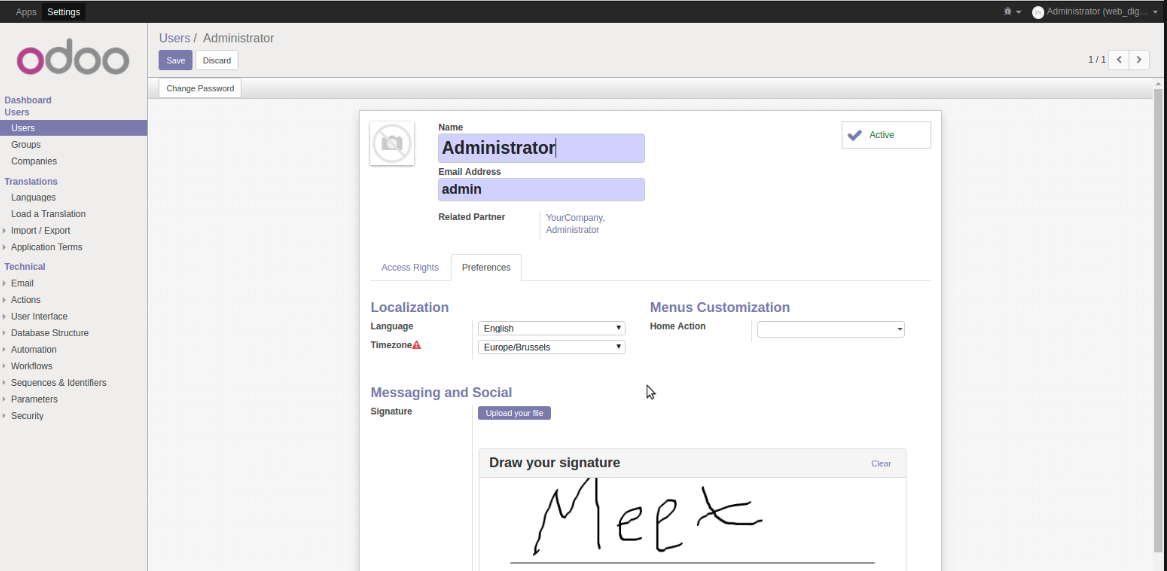 Apps Settings Administrator (web_dig...
odoo
Users / Administrator
Save Discard
1 / 1
Change Password
Dashboard
Users
Users
Groups
Companies
Translations
Languages
Load a Translation
Import / Export
Application Terms
Technical
Email
Actions
User Interface
Database Structure
Automation
Workflows
Sequences & Identifiers
Parameters
Security
Name
Administrator
Active
Email Address
admin
Related Partner YourCompany,
Administrator
Access Rights Preferences
Localization
Language English
Timezone Europe/Brussels
Menus Customization
Home Action
Messaging and Social
Signature Upload your file
Draw your signature Clear
Meet